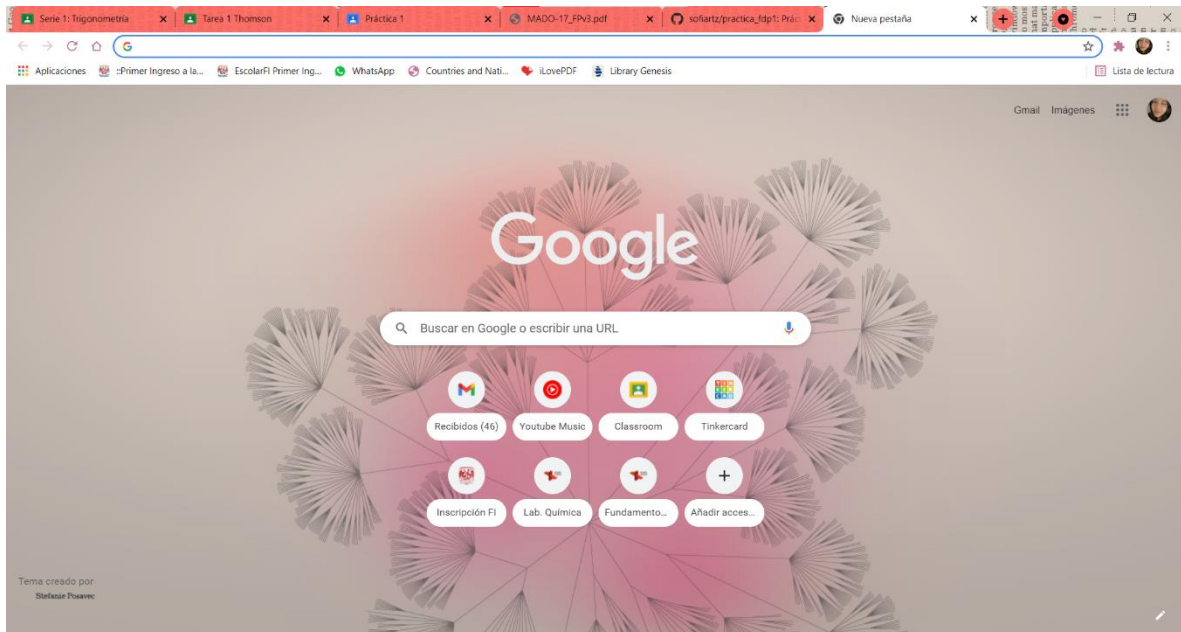 Serie 1: Trigonometría
Tarea 1 Thomson
Práctica 1
MADO-17_FPv3.pdf
sofiartz/practica_fdp1: Prác
Nueva pestaña
Aplicaciones
::Primer Ingreso a la...
EscolarFI Primer Ing...
WhatsApp
Countries and Nati...
iLovePDF
Library Genesis
Lista de lectura
Gmail Imágenes
Google
Buscar en Google o escribir una URL
Recibidos (46)
Youtube Music
Classroom
Tinkercard
Inscripción FI
Lab. Química
Fundamento...
Añadir acces...
Tema creado por
Stefanie Posavec